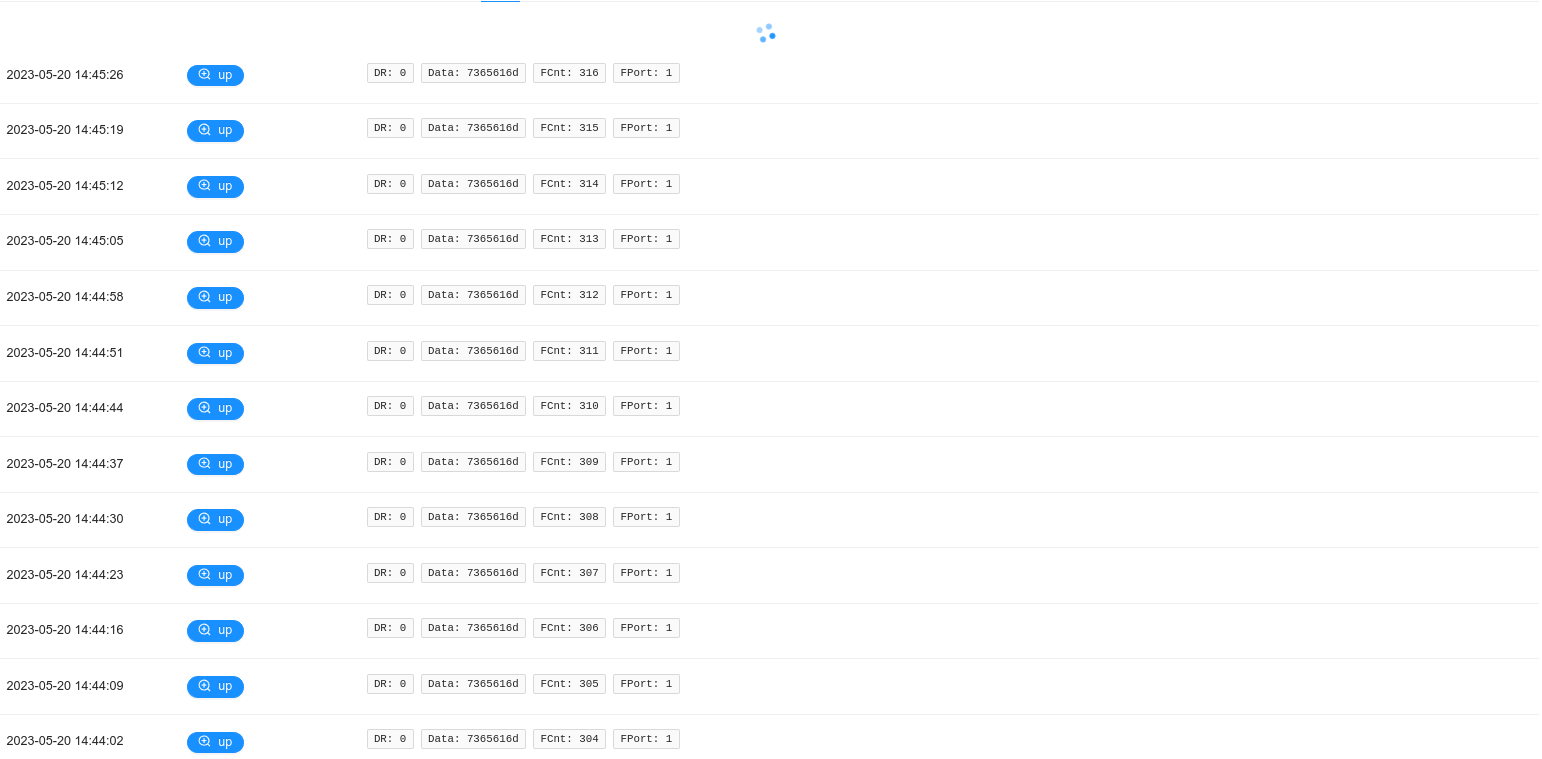 2023-05-20 14:45:26 up DR: 0 Data: 7365616d FCnt: 316 FPort: 1
2023-05-20 14:45:19 up DR: 0 Data: 7365616d FCnt: 315 FPort: 1
2023-05-20 14:45:12 up DR: 0 Data: 7365616d FCnt: 314 FPort: 1
2023-05-20 14:45:05 up DR: 0 Data: 7365616d FCnt: 313 FPort: 1
2023-05-20 14:44:58 up DR: 0 Data: 7365616d FCnt: 312 FPort: 1
2023-05-20 14:44:51 up DR: 0 Data: 7365616d FCnt: 311 FPort: 1
2023-05-20 14:44:44 up DR: 0 Data: 7365616d FCnt: 310 FPort: 1
2023-05-20 14:44:37 up DR: 0 Data: 7365616d FCnt: 309 FPort: 1
2023-05-20 14:44:30 up DR: 0 Data: 7365616d FCnt: 308 FPort: 1
2023-05-20 14:44:23 up DR: 0 Data: 7365616d FCnt: 307 FPort: 1
2023-05-20 14:44:16 up DR: 0 Data: 7365616d FCnt: 306 FPort: 1
2023-05-20 14:44:09 up DR: 0 Data: 7365616d FCnt: 305 FPort: 1
2023-05-20 14:44:02 up DR: 0 Data: 7365616d FCnt: 304 FPort: 1